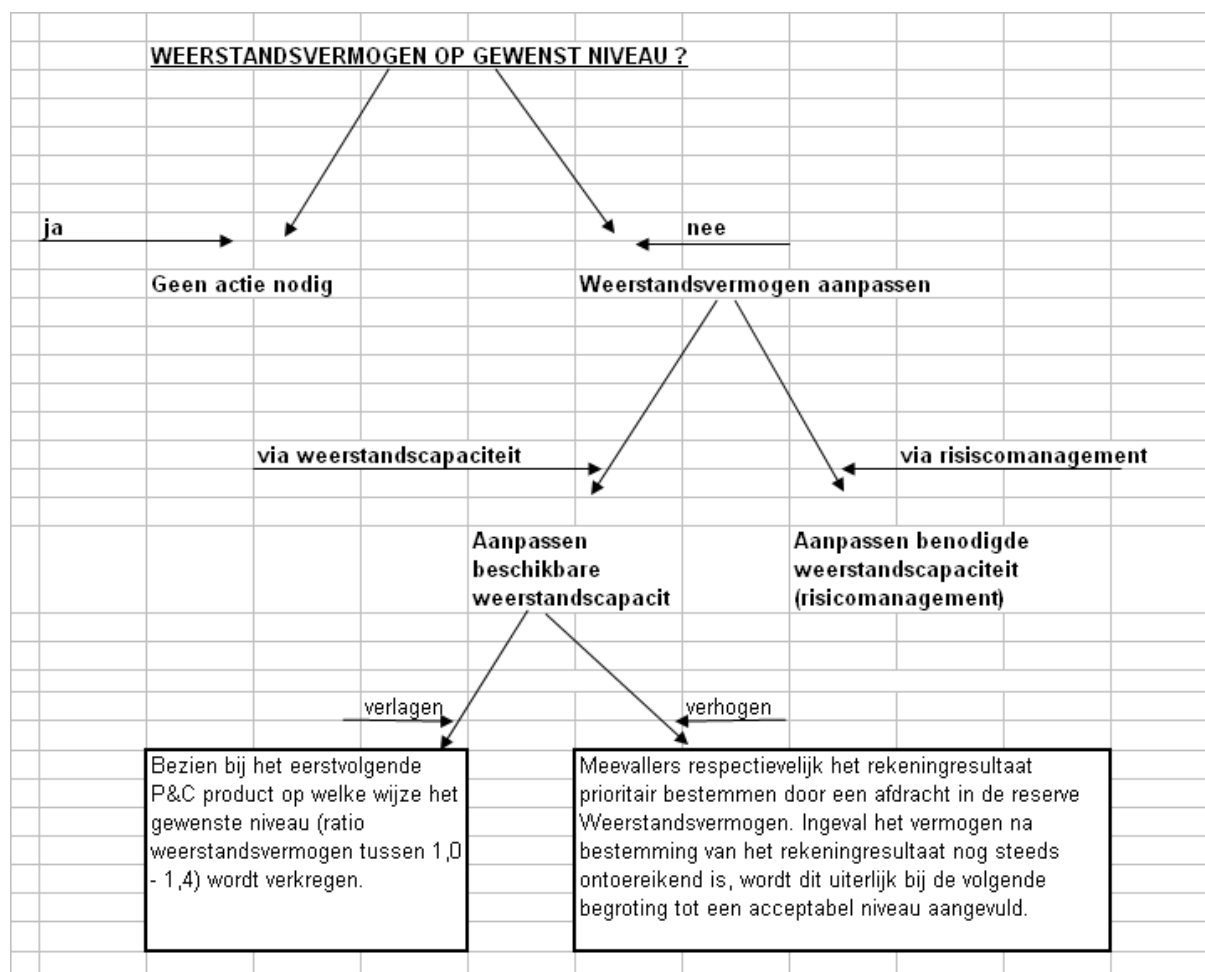 WEERSTANDSVERMOGEN OP GEWENST NIVEAU ?
ja
nee
Geen actie nodig
Weerstandsvermogen aanpassen
via weerstandscapaciteit
via risiscomanagement
Aanpassen
beschikbare
weerstandscapacit
Aanpassen benodigde
weerstandscapaciteit
(risicomanagement)
verlagen
verhogen
Bezien bij het eerstvolgende
P&C product op welke wijze het
gewenste niveau (ratio
weerstandsvermogen tussen 1,0
- 1,4) wordt verkregen.
Meevallers respectievelijk het rekeningresultaat
prioritair bestemmen door een afdracht in de reserve
Weerstandsvermogen. Ingeval het vermogen na
bestemming van het rekeningresultaat nog steeds
ontoereikend is, wordt dit uiterlijk bij de volgende
begroting tot een acceptabel niveau aangevuld.